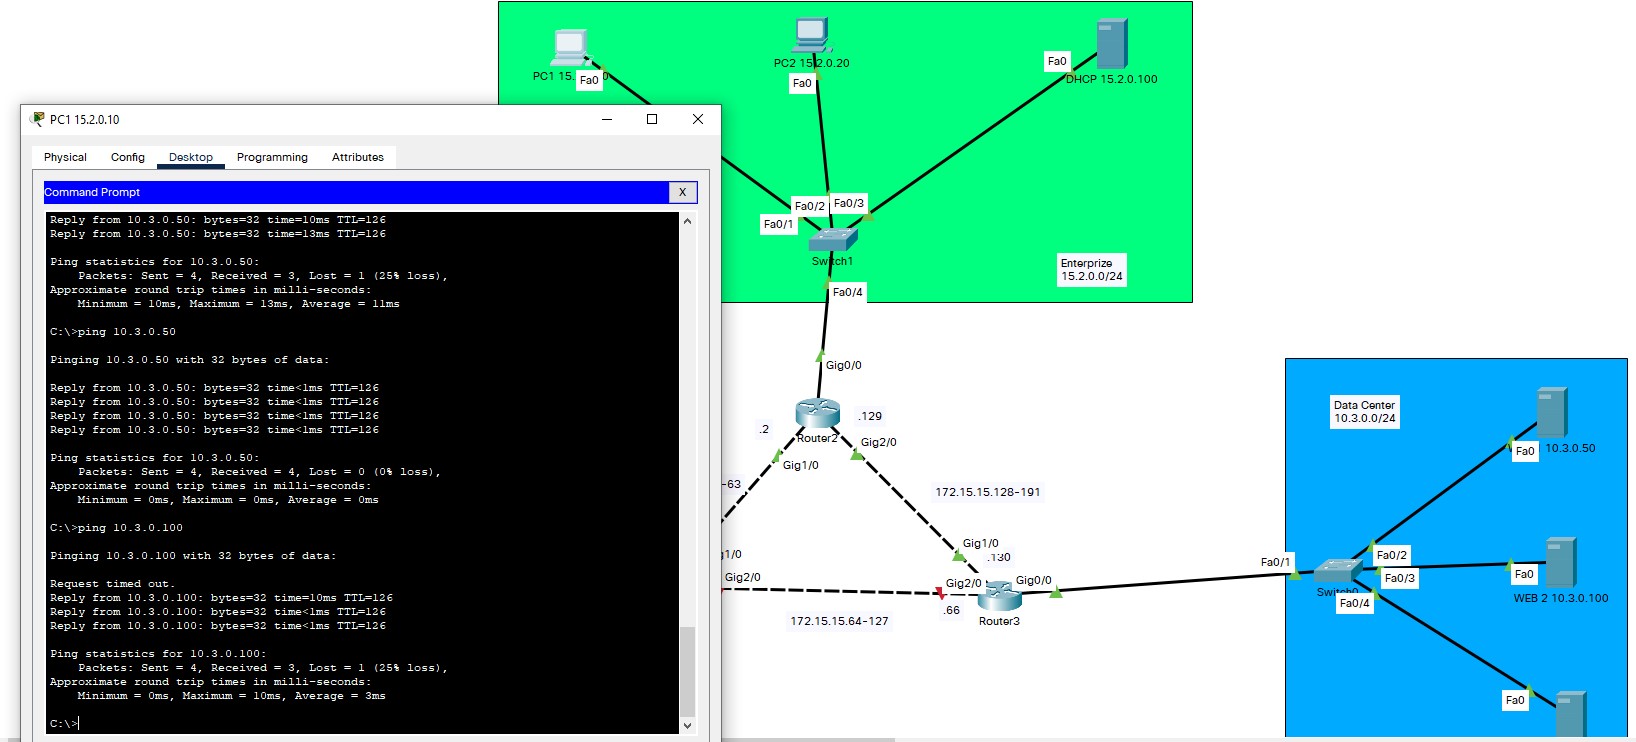 PC1 15.2.0.10
Physical
Config
Desktop
Programming
Attributes
Command Prompt
X
Reply from 10.3.0.50: bytes=32 time=10ms TTL=126
Reply from 10.3.0.50: bytes=32 time=13ms TTL=126
Ping statistics for 10.3.0.50:
Packets: Sent = 4, Received = 3, Lost = 1 (25% loss),
Approximate round trip times in milli-seconds:
Minimum = 10ms, Maximum = 13ms, Average = 11ms
C:\>ping 10.3.0.50
Pinging 10.3.0.50 with 32 bytes of data:
Reply from 10.3.0.50: bytes=32 time<1ms TTL=126
Reply from 10.3.0.50: bytes=32 time<1ms TTL=126
Reply from 10.3.0.50: bytes=32 time<1ms TTL=126
Reply from 10.3.0.50: bytes=32 time<1ms TTL=126
Ping statistics for 10.3.0.50:
Packets: Sent = 4, Received = 4, Lost = 0 (0% loss),
Approximate round trip times in milli-seconds:
Minimum = 0ms, Maximum = 0ms, Average = 0ms
C:\>ping 10.3.0.100
Pinging 10.3.0.100 with 32 bytes of data:
Request timed out.
Reply from 10.3.0.100: bytes=32 time=10ms TTL=126
Reply from 10.3.0.100: bytes=32 time<1ms TTL=126
Reply from 10.3.0.100: bytes=32 time<1ms TTL=126
Ping statistics for 10.3.0.100:
Packets: Sent = 4, Received = 3, Lost = 1 (25% loss),
Approximate round trip times in milli-seconds:
Minimum = 0ms, Maximum = 10ms, Average = 3ms
C:\>
PC1 15.
Fa0
PC2 15.2.0.20
Fa0
Fa0
DHCP 15.2.0.100
Fa0/2
Fa0/3
Fa0/1
Switch1
Enterprize
15.2.0.0/24
Fa0/4
Gig0/0
.129
.2
Router2
Gig2/0
Gig1/0
-63
172.15.15.128-191
Gig1/0
.130
g1/0
Gig2/0
Gig2/0
Gig0/0
.66
Router3
172.15.15.64-127
Data Center
10.3.0.0/24
Fa0
10.3.0.50
Fa0/1
Fa0/2
Fa0/3
Fa0
Switch0
Fa0/4
WEB 2 10.3.0.100
Fa0